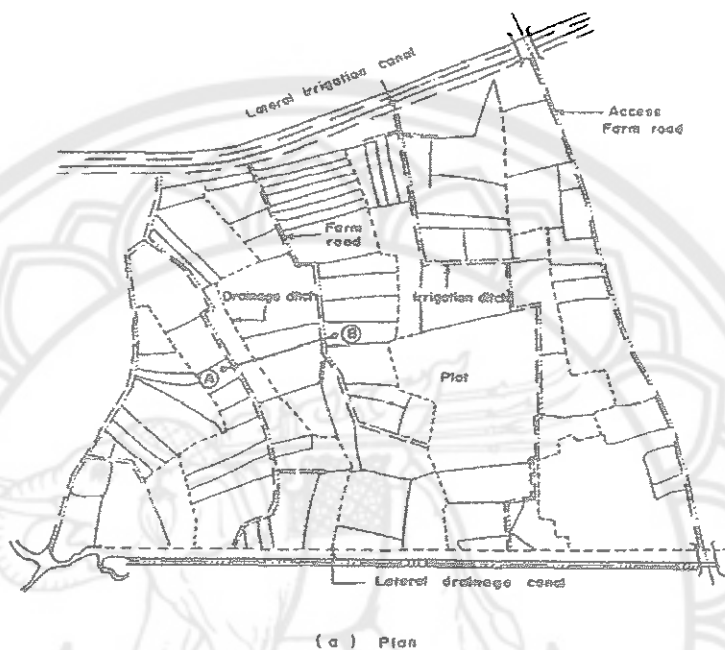 Lateral Irrigation canal
Access
Farm road
Farm
road
Drainage ditch
Irrigation ditch
B
A
Plot
Lateral drainage canal
(a) Plan